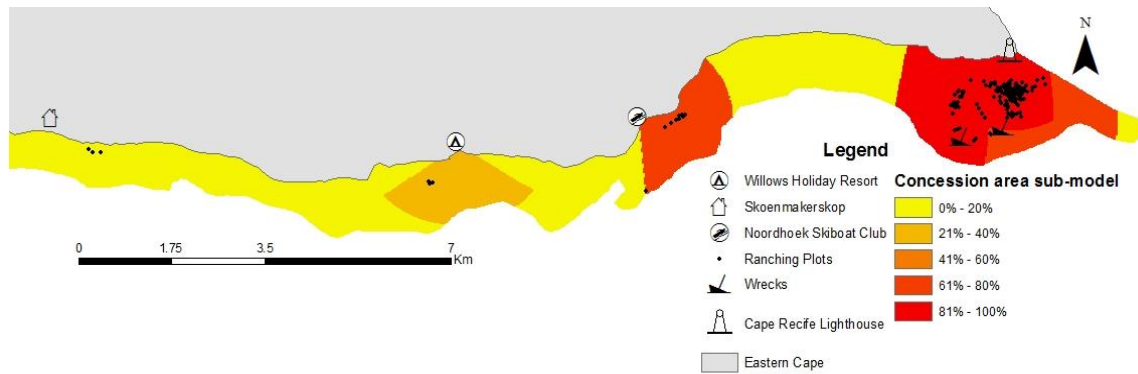 N
0 1.75 3.5 7
Km
Legend
Willows Holiday Resort
Skoenmakerskop
Noordhoek Skiboat Club
Ranching Plots
Wrecks
Cape Recife Lighthouse
Eastern Cape
Concession area sub-model
0% - 20%
21% - 40%
41% - 60%
61% - 80%
81% - 100%